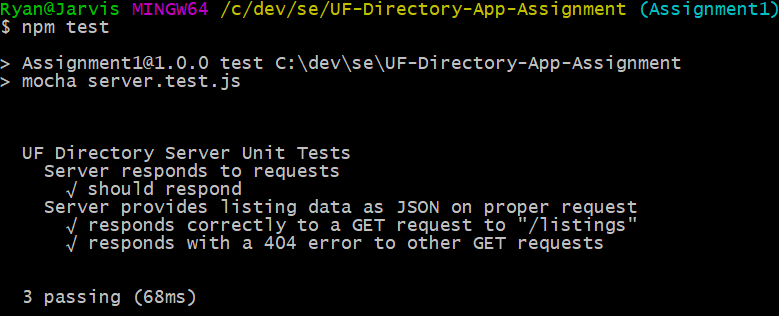 Ryan@Jarvis MINGW64 /c/dev/se/UF-Directory-App-Assignment (Assignment1)
$ npm test
> Assignment1@1.0.0 test C:\dev\se\UF-Directory-App-Assignment
> mocha server.test.js
UF Directory Server Unit Tests
Server responds to requests
√ should respond
Server provides listing data as JSON on proper request
√ responds correctly to a GET request to "/listings"
√ responds with a 404 error to other GET requests
3 passing (68ms)